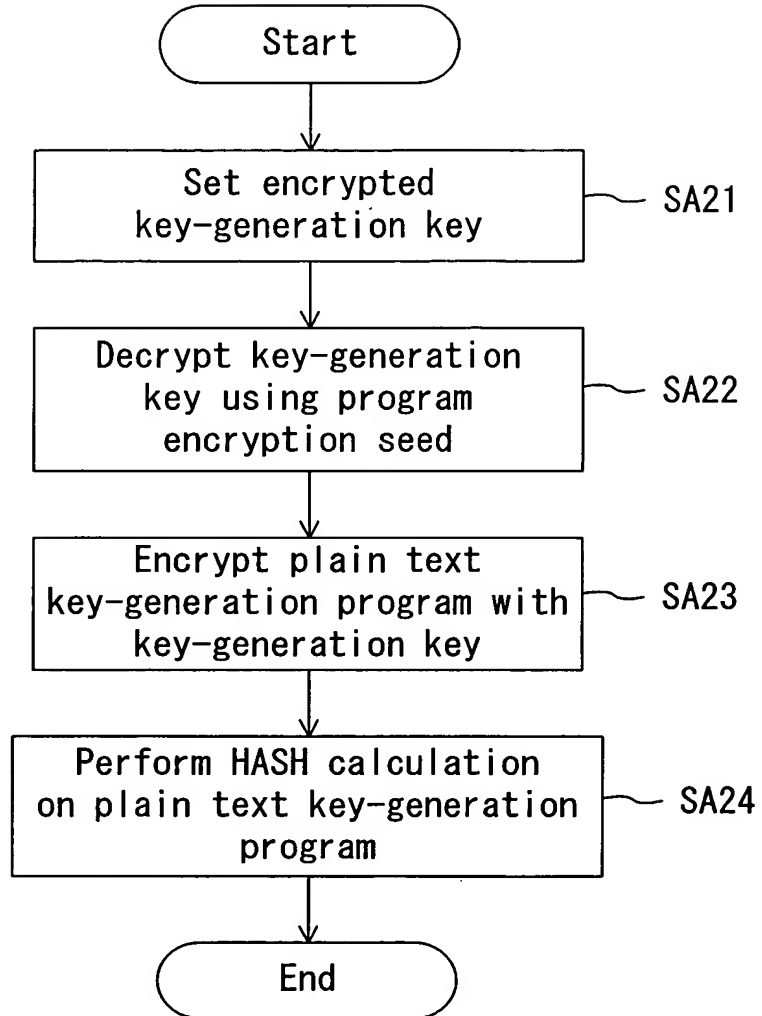 Start
Set encrypted
key-generation key
SA21
Decrypt key-generation
key using program
encryption seed
SA22
Encrypt plain text
key-generation program with
key-generation key
SA23
Perform HASH calculation
on plain text key-generation
program
SA24
End